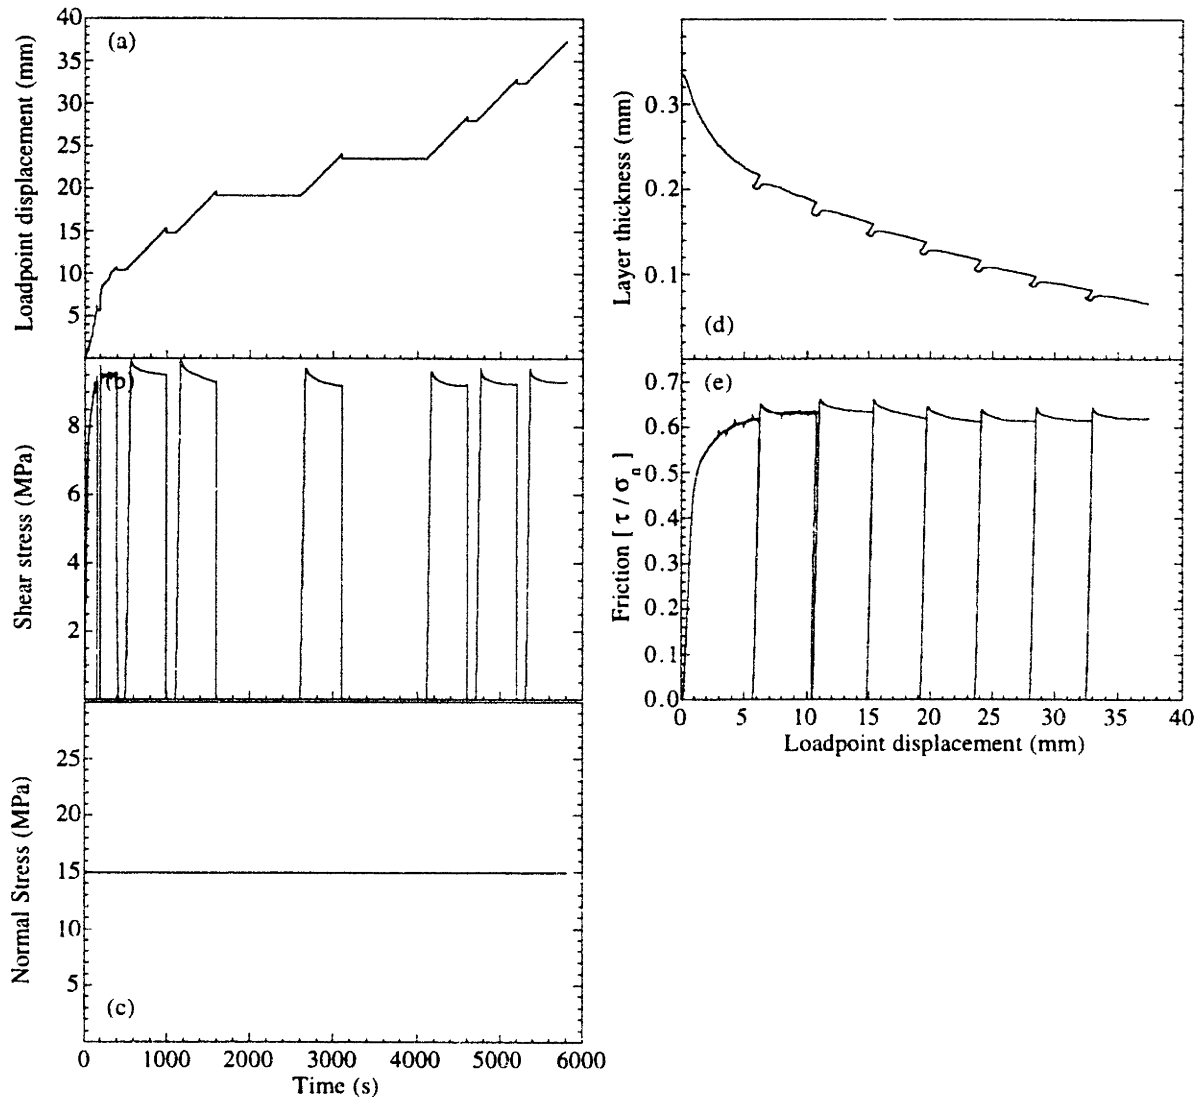 (a)
Loadpoint displacement (mm)
40
35
30
25
20
15
10
5
(b)
Shear stress (MPa)
8
6
4
2
(c)
Normal Stress (MPa)
25
20
15
10
5
0 1000 2000 3000 4000 5000 6000
Time (s)
(d)
Layer thickness (mm)
0.3
0.2
0.1
(e)
Friction [ τ / σn ]
0.7
0.6
0.5
0.4
0.3
0.2
0.1
0.0
0 5 10 15 20 25 30 35 40
Loadpoint displacement (mm)